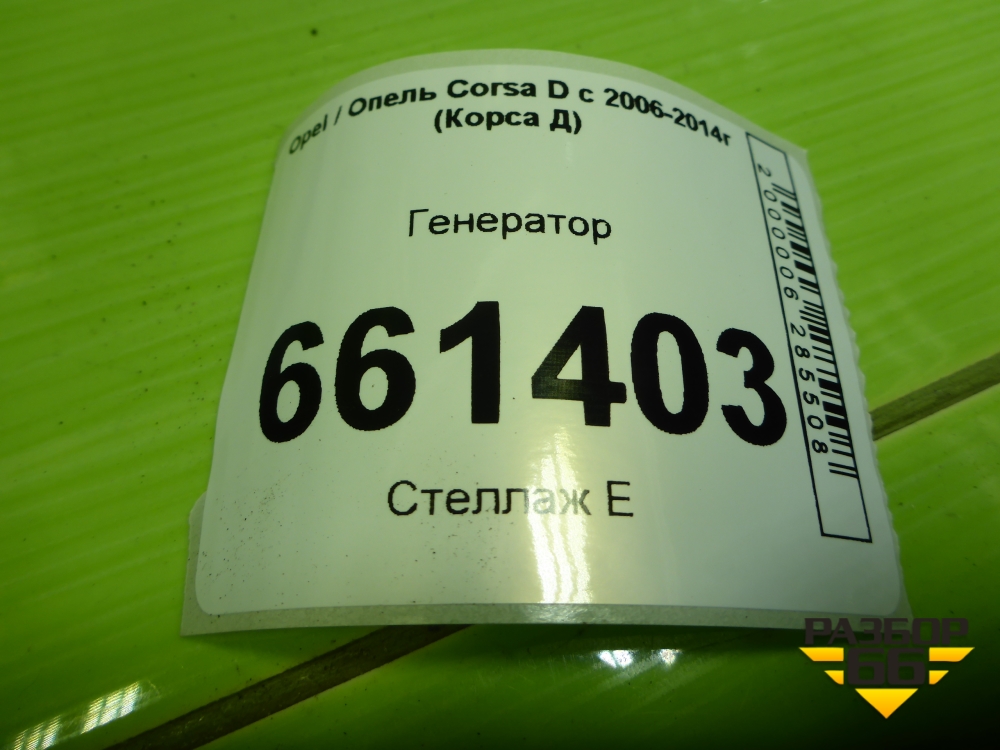 Opel / Опель Corsa D с 2006-2014г
(Корса Д)
Генератор
661403
Стеллаж Е
2000006285508
РАЗБОР
66